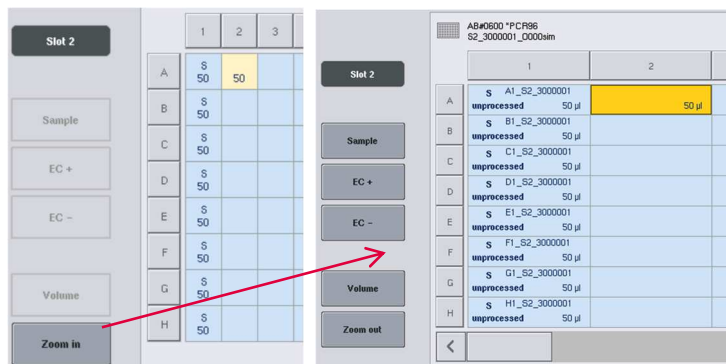 Slot 2
Sample
EC +
EC -
Volume
Zoom in
1 2 3
A S 50 50
B S 50
C S 50
D S 50
E S 50
F S 50
G S 50
H S 50
AB#0600 *PCR96
S2_3000001_0000sim
Slot 2
Sample
EC +
EC -
Volume
Zoom out
1 2
A S A1_S2_3000001
unprocessed 50 µl 50 µl
B S B1_S2_3000001
unprocessed 50 µl
C S C1_S2_3000001
unprocessed 50 µl
D S D1_S2_3000001
unprocessed 50 µl
E S E1_S2_3000001
unprocessed 50 µl
F S F1_S2_3000001
unprocessed 50 µl
G S G1_S2_3000001
unprocessed 50 µl
H S H1_S2_3000001
unprocessed 50 µl